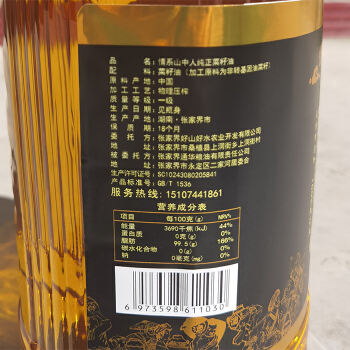 品名：情系山中人纯正菜籽油
配料：菜籽油（加工原料为非转基因油菜籽）
原料产地：中国
加工工艺：物理压榨
质量等级：一级
生产日期：见瓶身
产地：湖南·张家界市
保质期：18个月
委托方：张家界好山好水农业开发有限公司
地址：张家界市桑植县上洞街乡上洞街村
被委托方：张家界通华粮油有限责任公司
地址：张家界市永定区二家河居委会
生产许可证号：SC10243080205841
产品标准号：GB/T 1536
服务热线：15107441861
营养成分表
项目 每100克(g) NRV%
能量 3690千焦(kJ) 44%
蛋白质 0克(g) 0%
脂肪 99.5(g) 166%
碳水化合物 0(g) 0%
钠 0毫克(mg) 0%
6 973598 611030